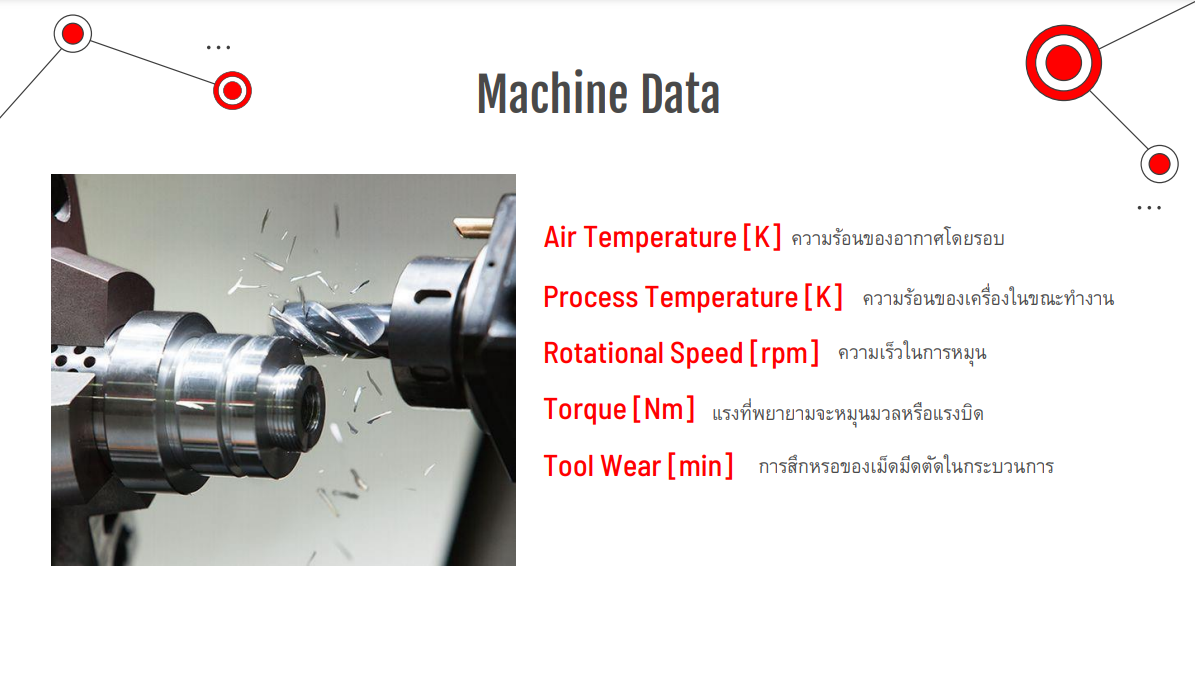 Machine Data
Air Temperature [K] ความร้อนของอากาศโดยรอบ
Process Temperature [K] ความร้อนของเครื่องในขณะทำงาน
Rotational Speed [rpm] ความเร็วในการหมุน
Torque [Nm] แรงที่พยายามจะหมุนมวลหรือแรงบิด
Tool Wear [min] การสึกหรอของเม็ดมีดตัดในกระบวนการ